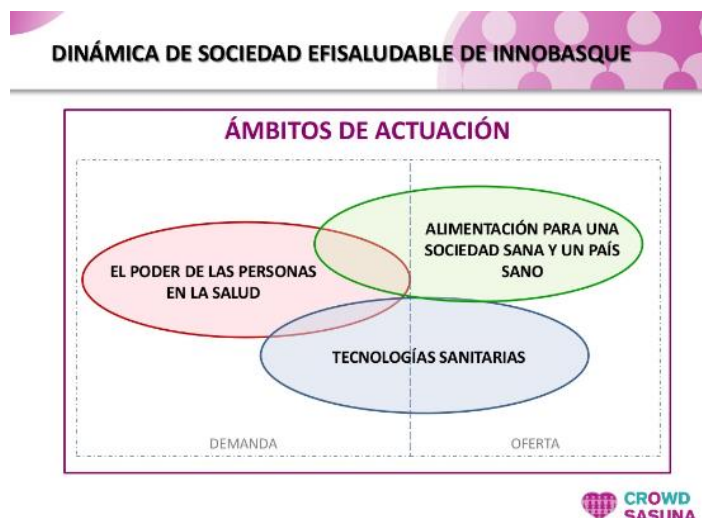 DINÁMICA DE SOCIEDAD EFISALUDABLE DE INNOBASQUE
ÁMBITOS DE ACTUACIÓN
ALIMENTACIÓN PARA UNA
SOCIEDAD SANA Y UN PAÍS
SANO
EL PODER DE LAS PERSONAS
EN LA SALUD
TECNOLOGÍAS SANITARIAS
DEMANDA
OFERTA
CROWD
SASUNA